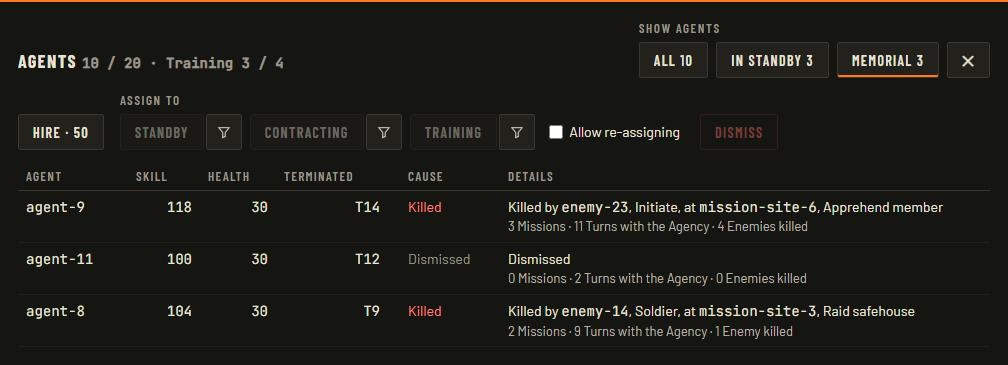 SHOW AGENTS
AGENTS 10 / 20 · Training 3 / 4
ALL 10 IN STANDBY 3 MEMORIAL 3 ✕
ASSIGN TO
HIRE · 50 STANDBY CONTRACTING TRAINING Allow re-assigning DISMISS
AGENT SKILL HEALTH TERMINATED CAUSE DETAILS
agent-9 118 30 T14 Killed Killed by enemy-23, Initiate, at mission-site-6, Apprehend member
3 Missions · 11 Turns with the Agency · 4 Enemies killed
agent-11 100 30 T12 Dismissed Dismissed
0 Missions · 2 Turns with the Agency · 0 Enemies killed
agent-8 104 30 T9 Killed Killed by enemy-14, Soldier, at mission-site-3, Raid safehouse
2 Missions · 9 Turns with the Agency · 1 Enemy killed